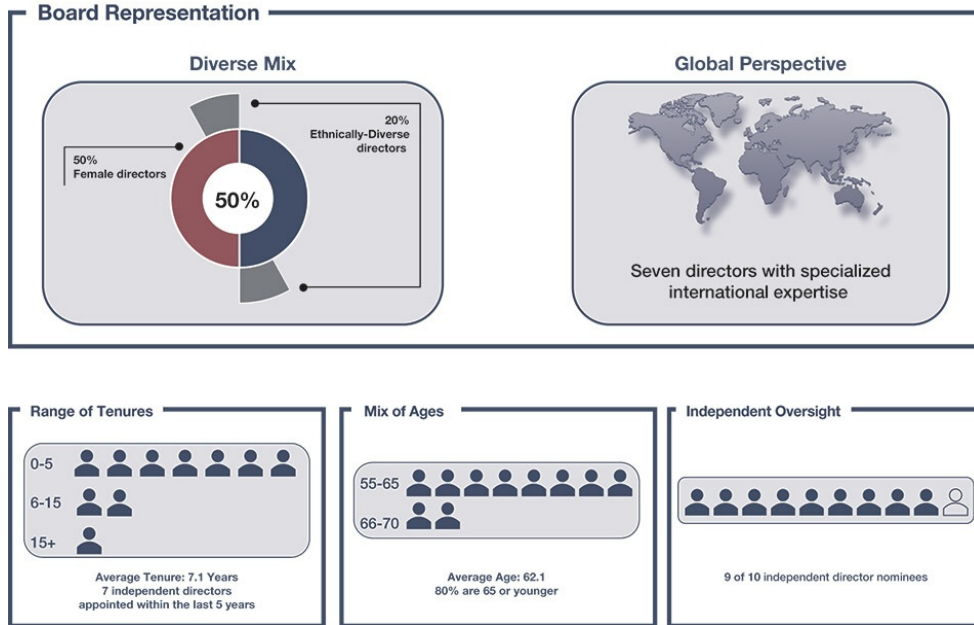 Board Representation
Diverse Mix
20%
Ethnically-Diverse
directors
50%
Female directors
50%
Global Perspective
Seven directors with specialized
international expertise
Range of Tenures
0-5
6-15
15+
Average Tenure: 7.1 Years
7 independent directors
appointed within the last 5 years
Mix of Ages
55-65
66-70
Average Age: 62.1
80% are 65 or younger
Independent Oversight
9 of 10 independent director nominees